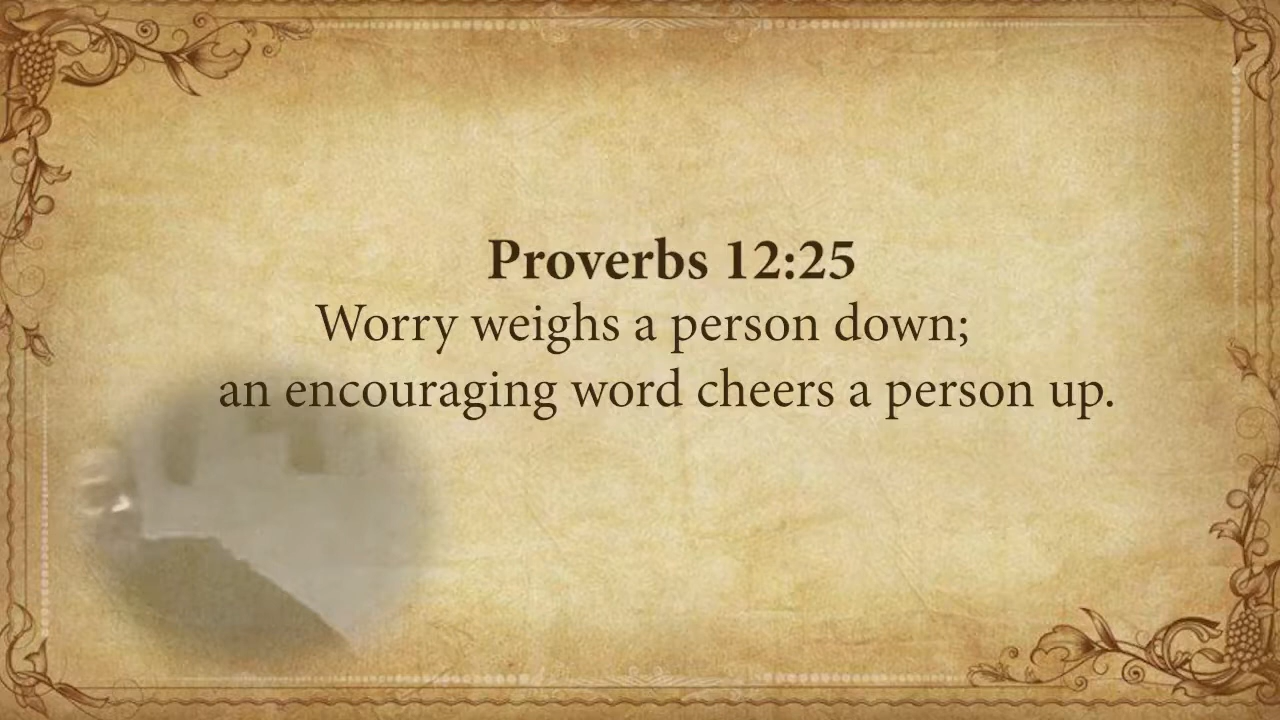 Proverbs 12:25
Worry weighs a person down;
an encouraging word cheers a person up.